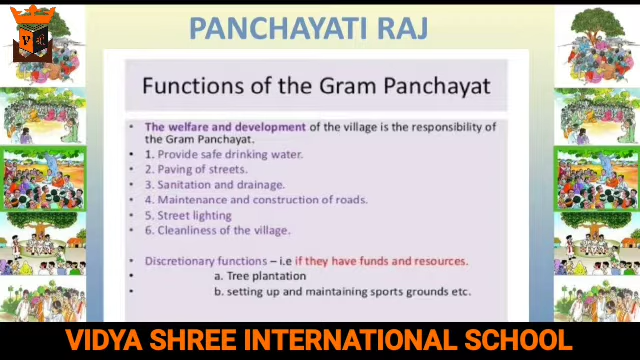 PANCHAYATI RAJ
Functions of the Gram Panchayat
• The welfare and development of the village is the responsibility of
the Gram Panchayat.
• 1. Provide safe drinking water.
• 2. Paving of streets.
• 3. Sanitation and drainage.
• 4. Maintenance and construction of roads.
• 5. Street lighting
• 6. Cleanliness of the village.
• Discretionary functions – i.e if they have funds and resources.
• a. Tree plantation
• b. setting up and maintaining sports grounds etc.
VIDYA SHREE INTERNATIONAL SCHOOL